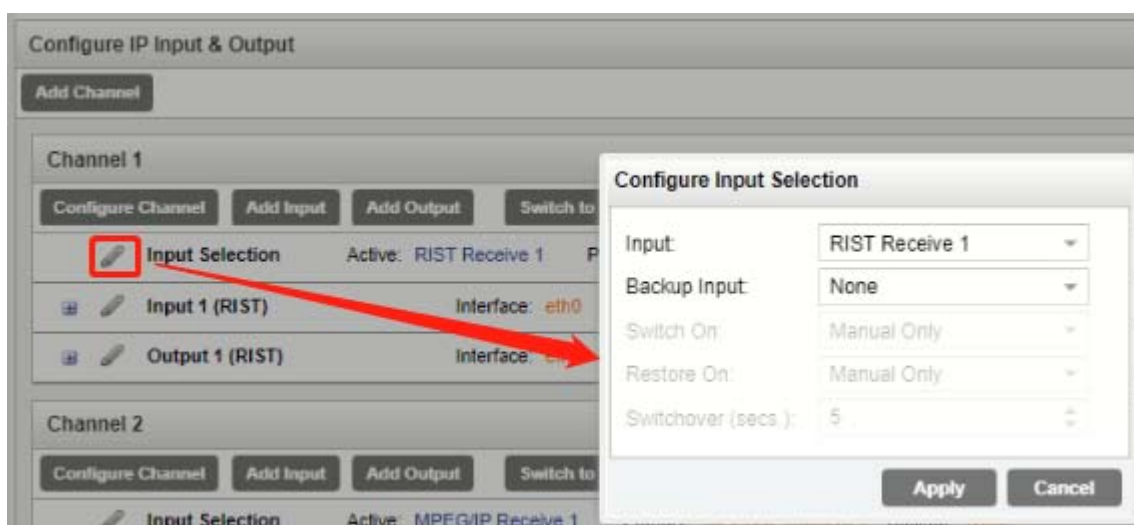 Configure IP Input & Output
Add Channel
Channel 1
Configure Channel Add Input Add Output Switch to
Input Selection Active: RIST Receive 1 P
Input 1 (RIST) Interface: eth0
Output 1 (RIST) Interface:
Channel 2
Configure Channel Add Input Add Output Switch to
Input Selection Active: MPEG/IP Receive 1
Configure Input Selection
Input: RIST Receive 1
Backup Input: None
Switch On: Manual Only
Restore On: Manual Only
Switchover (secs.): 5
Apply Cancel